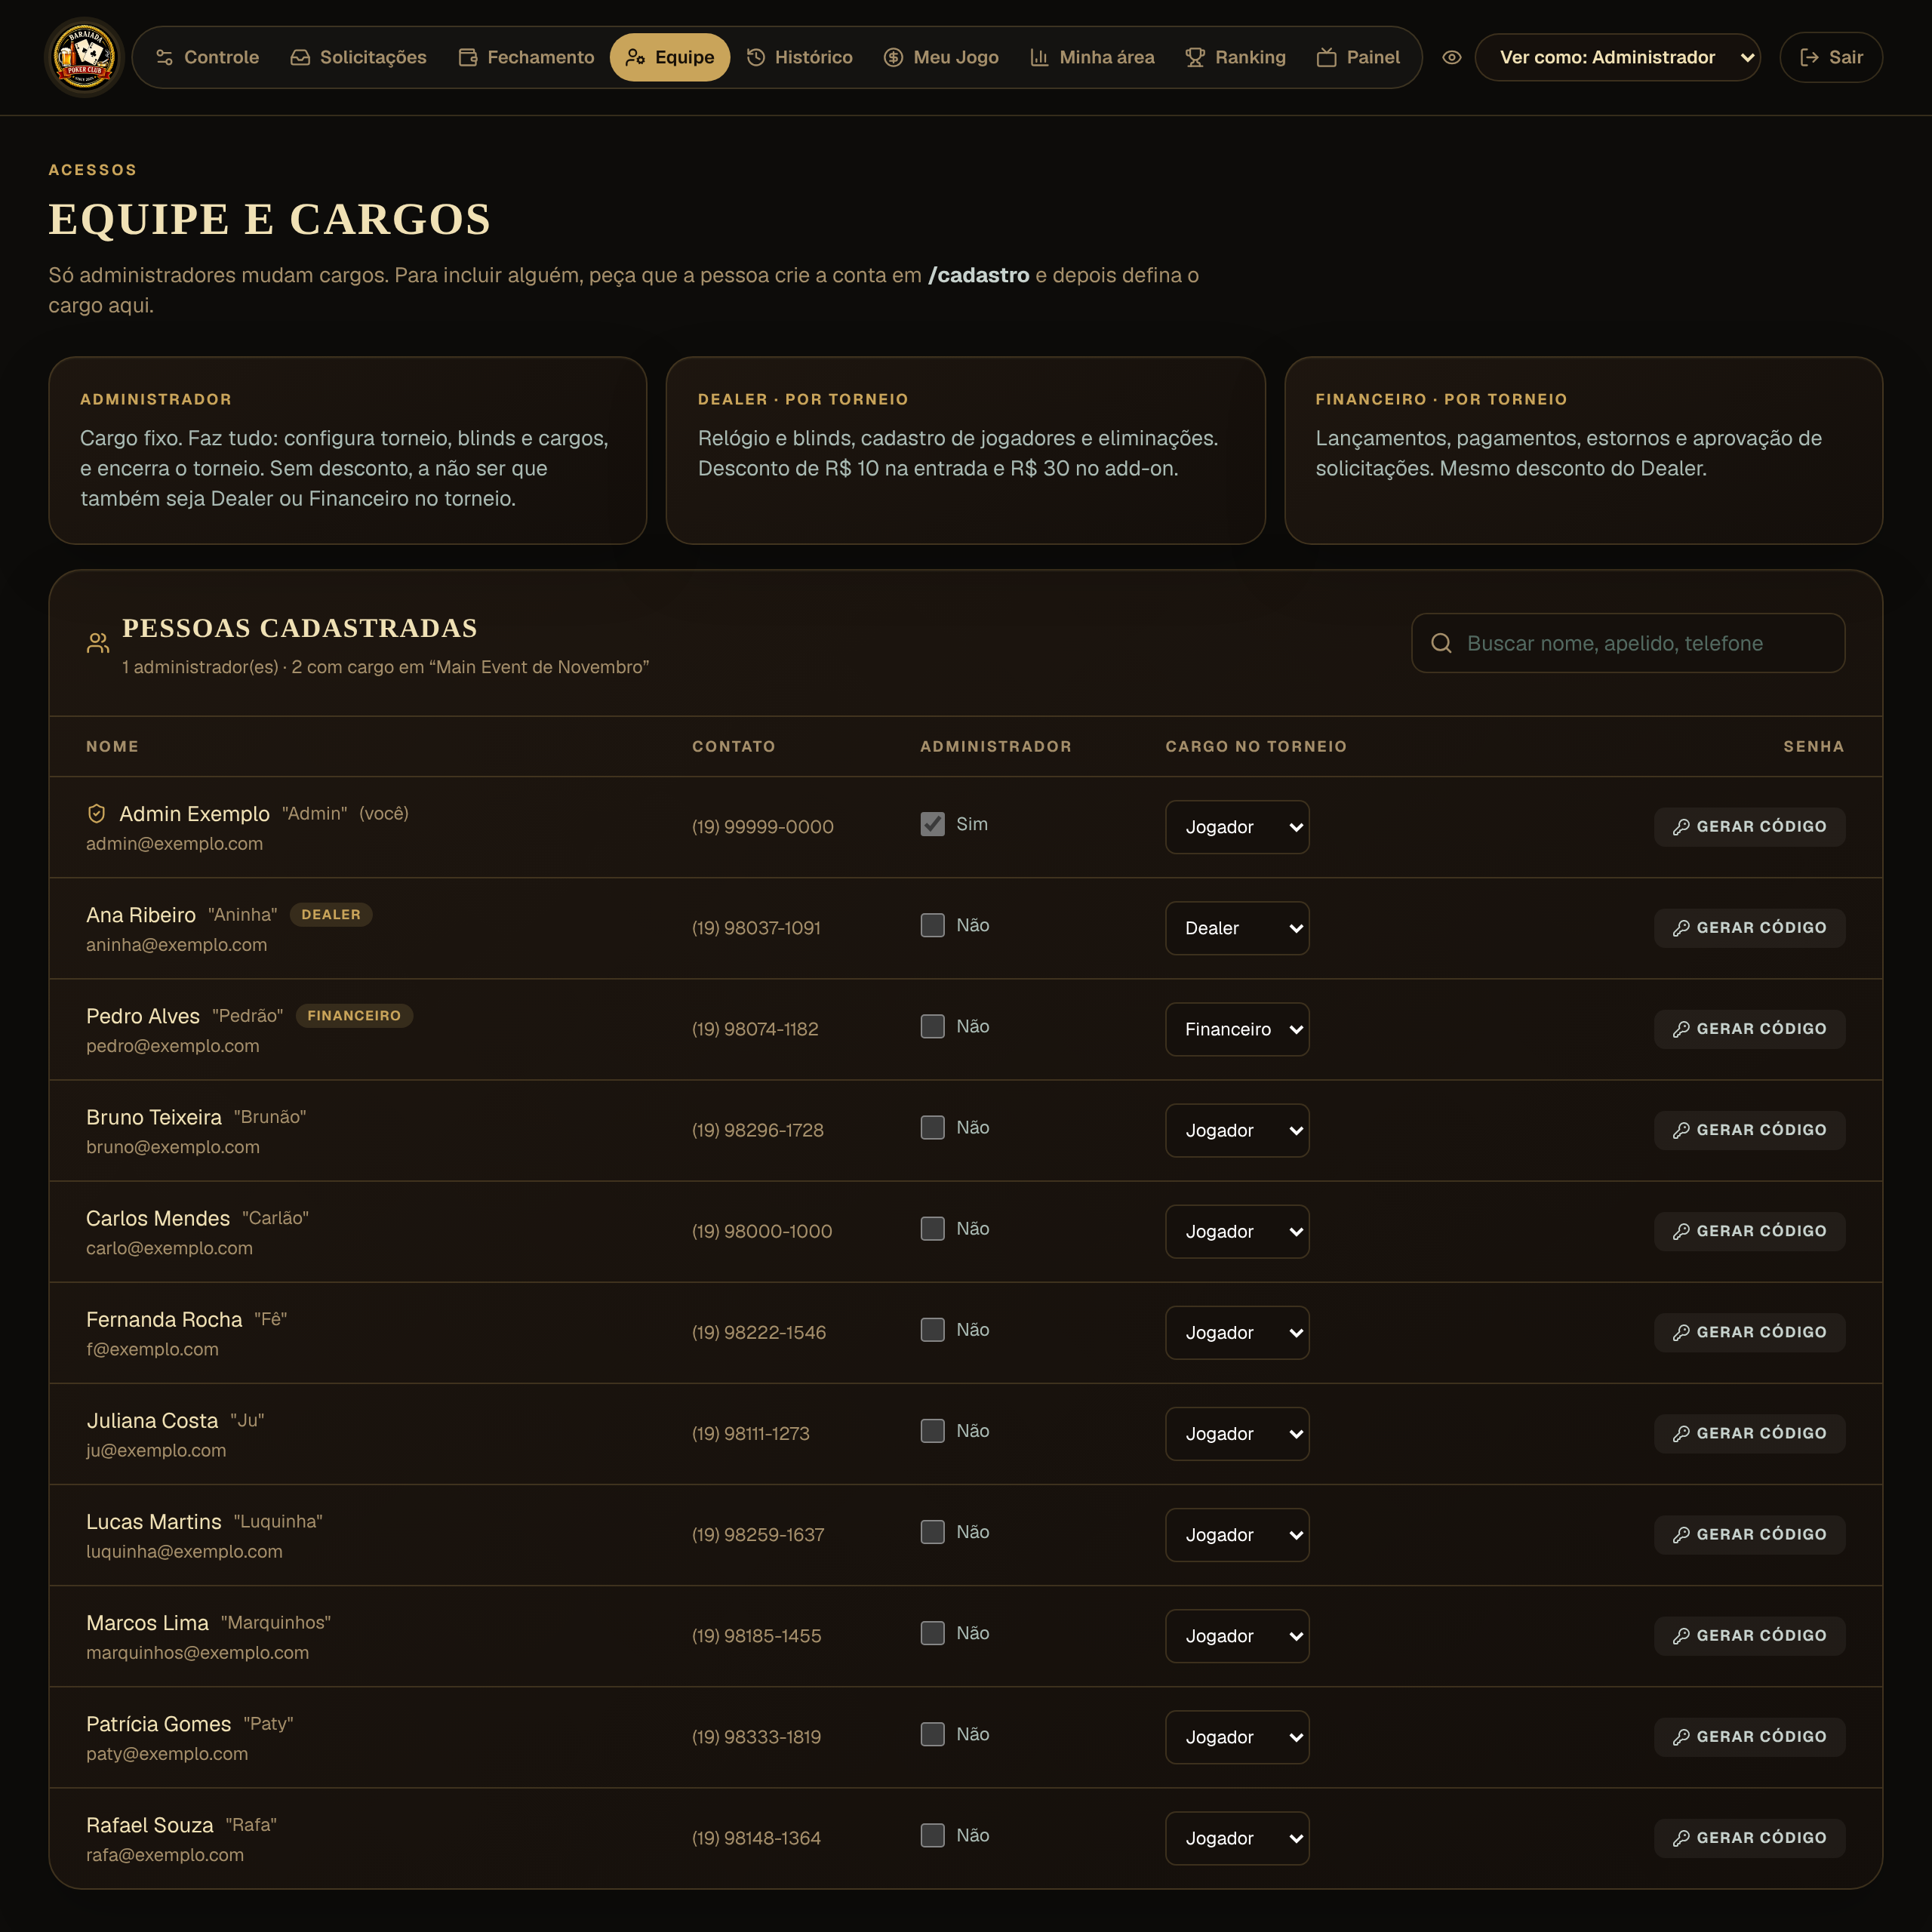 BARAJADA
POKER CLUB
Controle
Solicitações
Fechamento
Equipe
Histórico
Meu Jogo
Minha área
Ranking
Painel
Ver como: Administrador
Sair
ACESSOS
EQUIPE E CARGOS
Só administradores mudam cargos. Para incluir alguém, peça que a pessoa crie a conta em /cadastro e depois defina o
cargo aqui.
ADMINISTRADOR
Cargo fixo. Faz tudo: configura torneio, blinds e cargos,
e encerra o torneio. Sem desconto, a não ser que
também seja Dealer ou Financeiro no torneio.
DEALER · POR TORNEIO
Relógio e blinds, cadastro de jogadores e eliminações.
Desconto de R$ 10 na entrada e R$ 30 no add-on.
FINANCEIRO · POR TORNEIO
Lançamentos, pagamentos, estornos e aprovação de
solicitações. Mesmo desconto do Dealer.
PESSOAS CADASTRADAS
1 administrador(es) · 2 com cargo em “Main Event de Novembro”
Buscar nome, apelido, telefone
NOME CONTATO ADMINISTRADOR CARGO NO TORNEIO SENHA
Admin Exemplo "Admin" (você)
admin@exemplo.com
(19) 99999-0000 Sim Jogador GERAR CÓDIGO
Ana Ribeiro "Aninha" DEALER
aninha@exemplo.com
(19) 98037-1091 Não Dealer GERAR CÓDIGO
Pedro Alves "Pedrão" FINANCEIRO
pedro@exemplo.com
(19) 98074-1182 Não Financeiro GERAR CÓDIGO
Bruno Teixeira "Brunão"
bruno@exemplo.com
(19) 98296-1728 Não Jogador GERAR CÓDIGO
Carlos Mendes "Carlão"
carlo@exemplo.com
(19) 98000-1000 Não Jogador GERAR CÓDIGO
Fernanda Rocha "Fê"
f@exemplo.com
(19) 98222-1546 Não Jogador GERAR CÓDIGO
Juliana Costa "Ju"
ju@exemplo.com
(19) 98111-1273 Não Jogador GERAR CÓDIGO
Lucas Martins "Luquinha"
luquinha@exemplo.com
(19) 98259-1637 Não Jogador GERAR CÓDIGO
Marcos Lima "Marquinhos"
marquinhos@exemplo.com
(19) 98185-1455 Não Jogador GERAR CÓDIGO
Patrícia Gomes "Paty"
paty@exemplo.com
(19) 98333-1819 Não Jogador GERAR CÓDIGO
Rafael Souza "Rafa"
rafa@exemplo.com
(19) 98148-1364 Não Jogador GERAR CÓDIGO